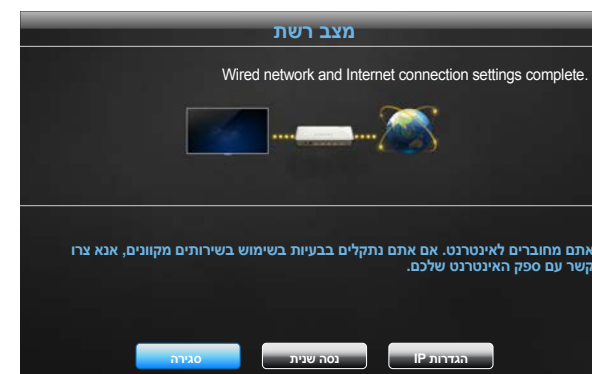 מצב רשת
Wired network and Internet connection settings complete.
אתם מחוברים לאינטרנט. אם אתם נתקלים בבעיות בשימוש בשירותים מקוונים, אנא צרו
קשר עם ספק האינטרנט שלכם.
הגדרות IP
נסה שנית
סגירה